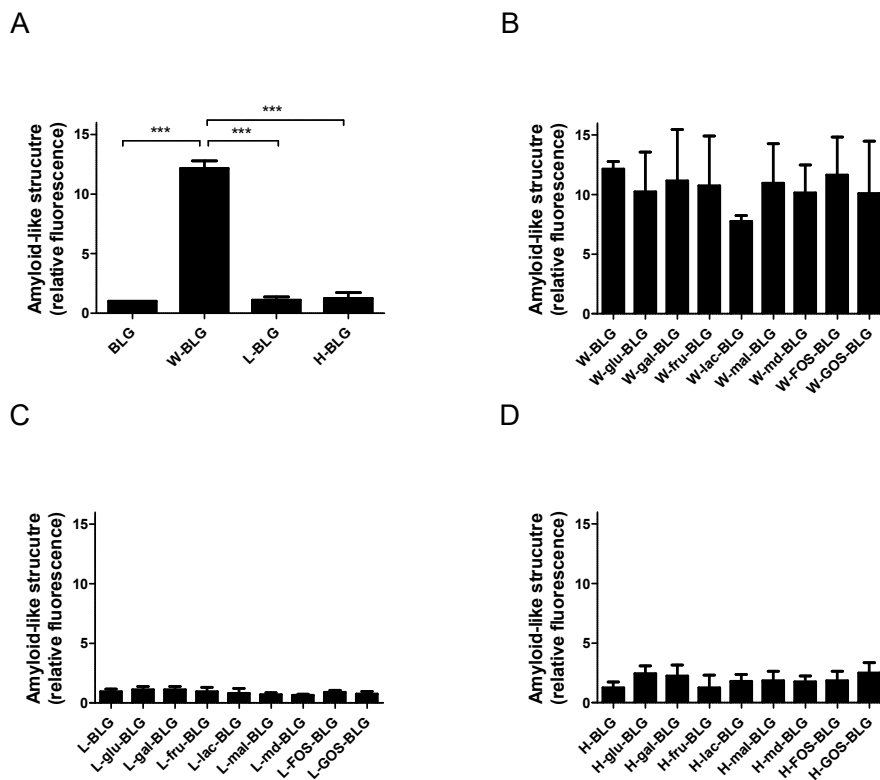 A
Amyloid-like strucutre
(relative fluorescence)
15
10
5
0
***
***
***
BLG
W-BLG
L-BLG
H-BLG
B
Amyloid-like strucutre
(relative fluorescence)
15
10
5
0
W-BLG
W-glu-BLG
W-gal-BLG
W-fru-BLG
W-lac-BLG
W-mal-BLG
W-md-BLG
W-FOS-BLG
W-GOS-BLG
C
Amyloid-like strucutre
(relative fluorescence)
15
10
5
0
L-BLG
L-glu-BLG
L-gal-BLG
L-fru-BLG
L-lac-BLG
L-mal-BLG
L-md-BLG
L-FOS-BLG
L-GOS-BLG
D
Amyloid-like strucutre
(relative fluorescence)
15
10
5
0
H-BLG
H-glu-BLG
H-gal-BLG
H-fru-BLG
H-lac-BLG
H-mal-BLG
H-md-BLG
H-FOS-BLG
H-GOS-BLG